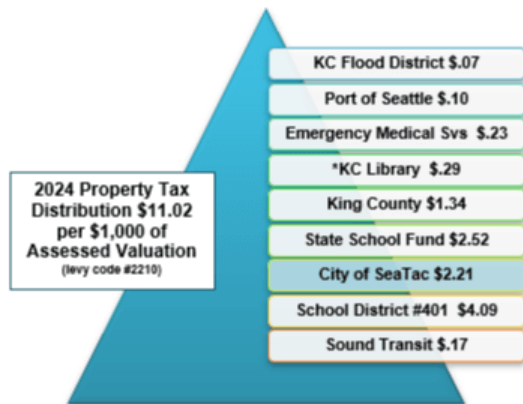 KC Flood District $.07
Port of Seattle $.10
Emergency Medical Svs $.23
*KC Library $.29
2024 Property Tax
Distribution $11.02
per $1,000 of
Assessed Valuation
(levy code #2210)
King County $1.34
State School Fund $2.52
City of SeaTac $2.21
School District #401 $4.09
Sound Transit $.17